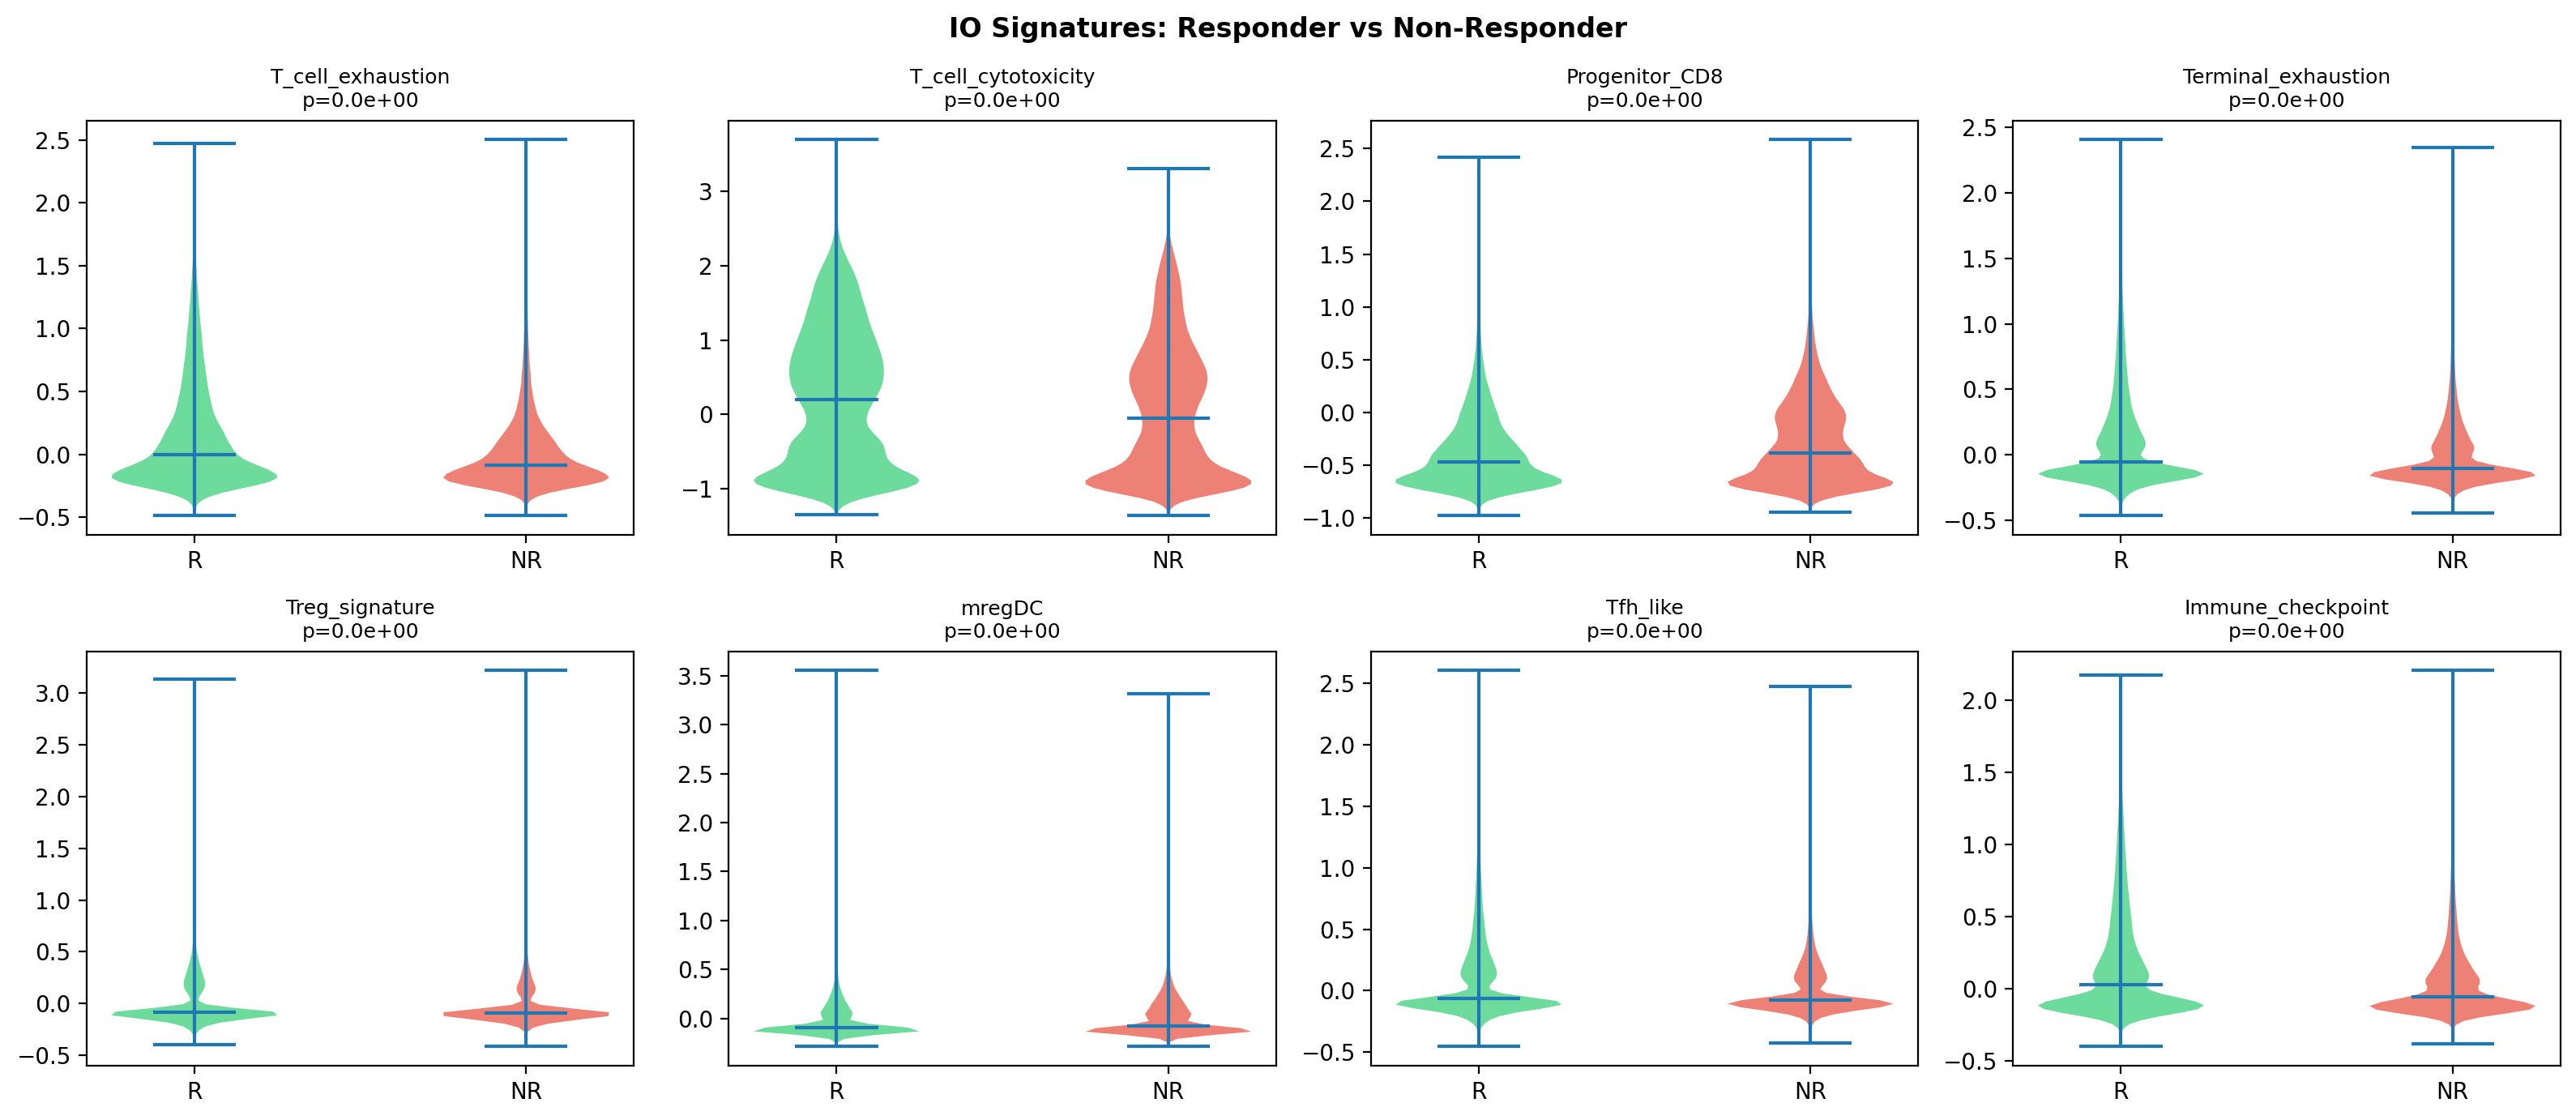 IO Signatures: Responder vs Non-Responder
T_cell_exhaustion
p=0.0e+00
2.5
2.0
1.5
1.0
0.5
0.0
−0.5
R NR
T_cell_cytotoxicity
p=0.0e+00
3
2
1
0
−1
R NR
Progenitor_CD8
p=0.0e+00
2.5
2.0
1.5
1.0
0.5
0.0
−0.5
−1.0
R NR
Terminal_exhaustion
p=0.0e+00
2.5
2.0
1.5
1.0
0.5
0.0
−0.5
R NR
Treg_signature
p=0.0e+00
3.0
2.5
2.0
1.5
1.0
0.5
0.0
−0.5
R NR
mregDC
p=0.0e+00
3.5
3.0
2.5
2.0
1.5
1.0
0.5
0.0
R NR
Tfh_like
p=0.0e+00
2.5
2.0
1.5
1.0
0.5
0.0
−0.5
R NR
Immune_checkpoint
p=0.0e+00
2.0
1.5
1.0
0.5
0.0
−0.5
R NR